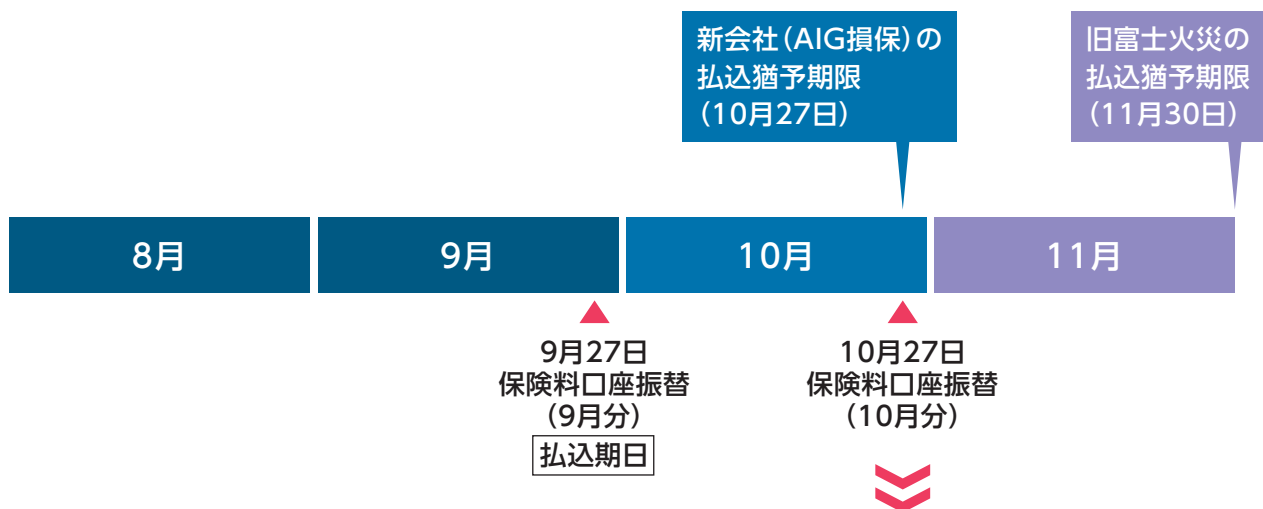 新会社(AIG損保)の
払込猶予期限
(10月27日)
旧富士火災の
払込猶予期限
(11月30日)
8月
9月
10月
11月
9月27日
保険料口座振替
(9月分)
払込期日
10月27日
保険料口座振替
(10月分)